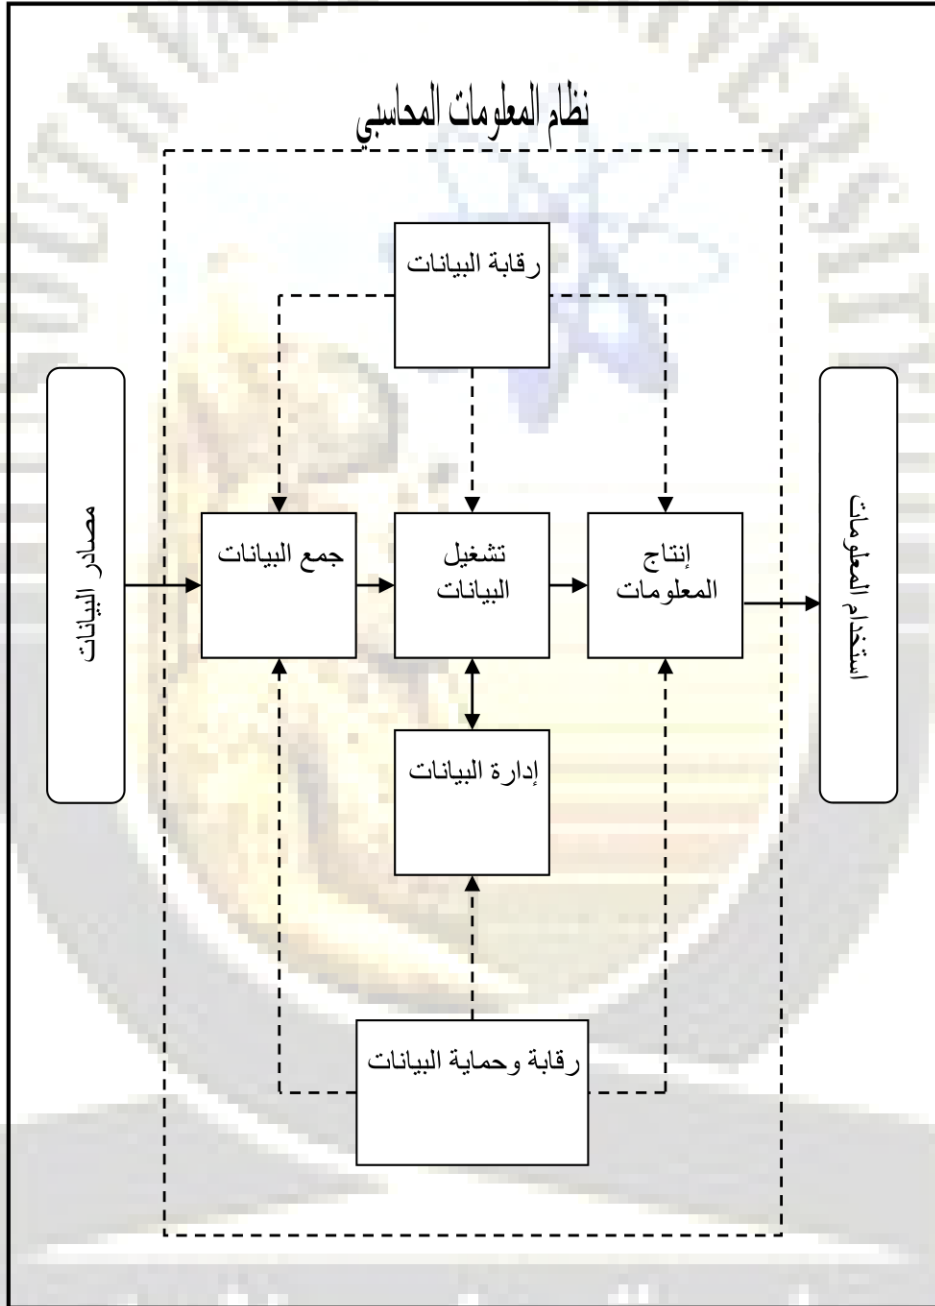 نظام المعلومات المحاسبي
رقابة البيانات
مصادر البيانات
جمع البيانات
تشغيل
البيانات
إنتاج
المعلومات
استخدام المعلومات
إدارة البيانات
رقابة وحماية البيانات